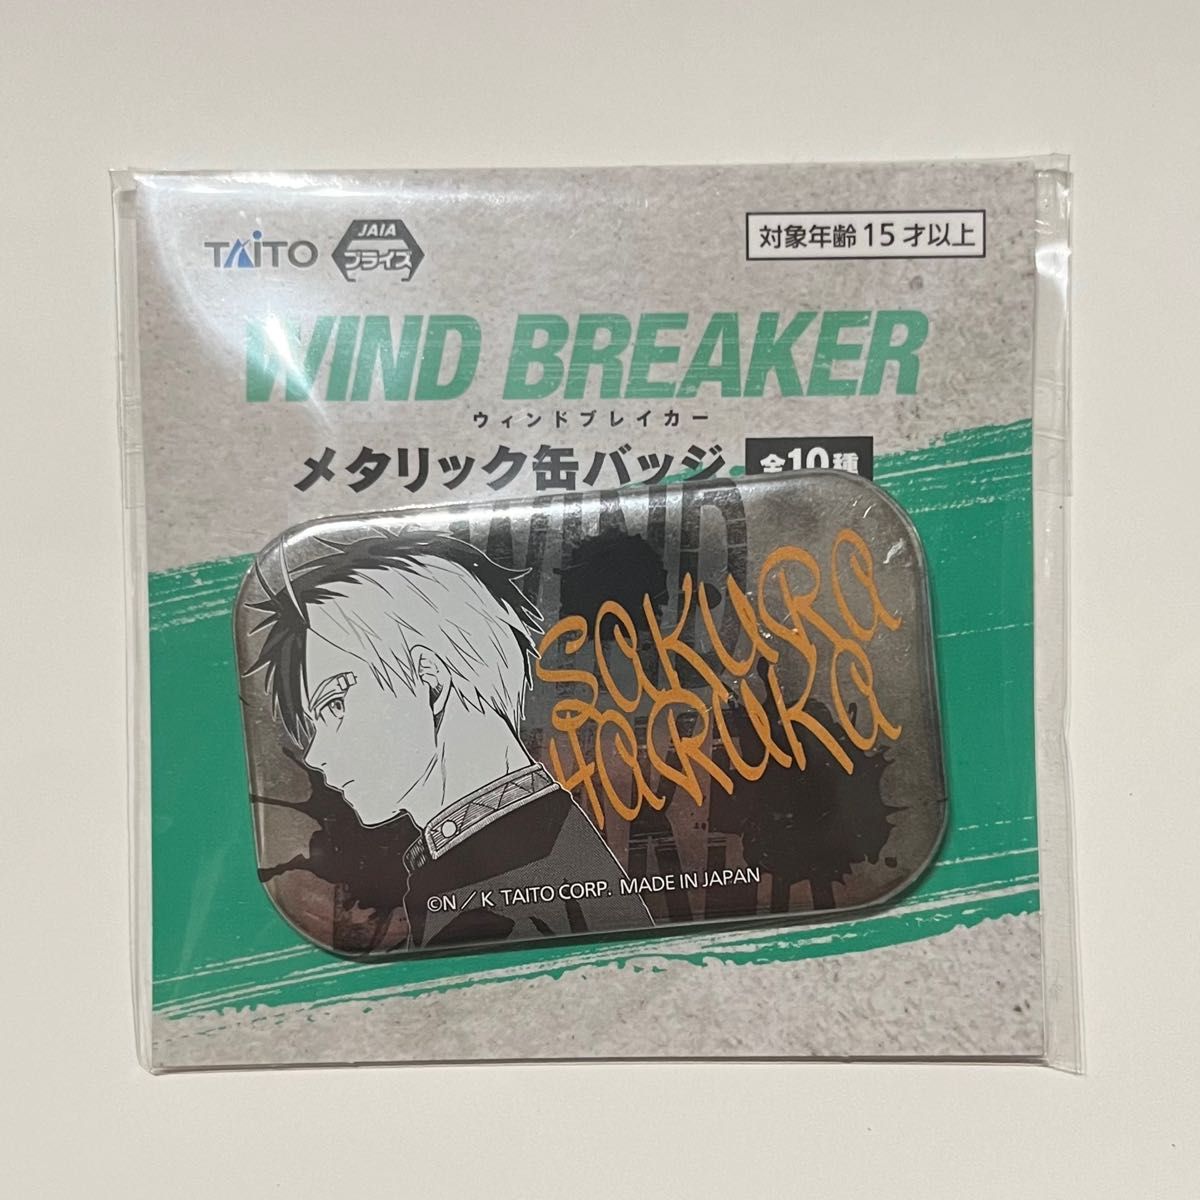 TAITO
JAIA
プライズ
対象年齢15才以上
WIND BREAKER
ウィンドブレイカー
メタリック缶バッジ 全10種
WIND
SAKURA
HARUKA
©N/K TAITO CORP. MADE IN JAPAN